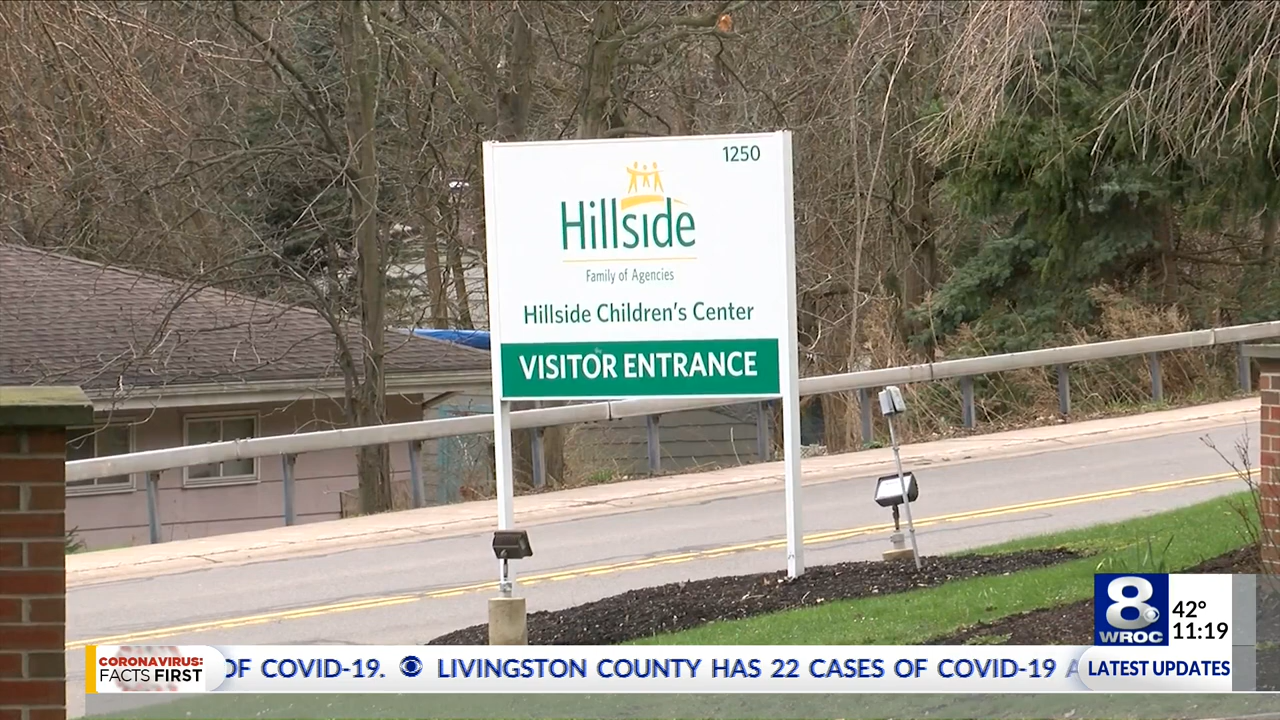 1250
Hillside
Family of Agencies
Hillside Children's Center
VISITOR ENTRANCE
8
WROC
42°
11:19
CORONAVIRUS:
FACTS FIRST
OF COVID-19. LIVINGSTON COUNTY HAS 22 CASES OF COVID-19 A
LATEST UPDATES